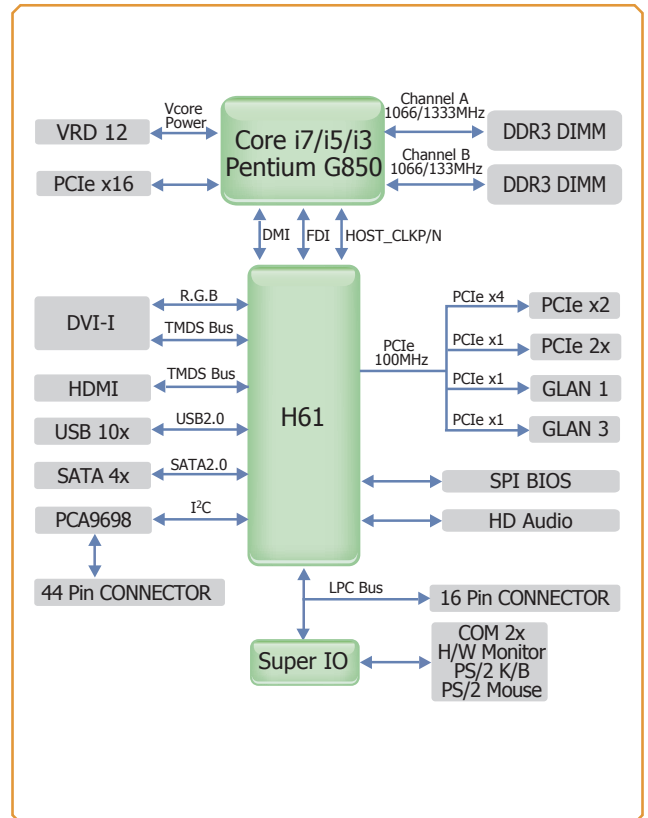 VRD 12
Vcore
Power
Core i7/i5/i3
Pentium G850
Channel A
1066/1333MHz
DDR3 DIMM
PCIe x16
Channel B
1066/133MHz
DDR3 DIMM
DMI
FDI
HOST_CLKP/N
DVI-I
R.G.B
TMDS Bus
HDMI
TMDS Bus
USB 10x
USB2.0
SATA 4x
SATA2.0
PCA9698
I²C
44 Pin CONNECTOR
H61
PCIe
100MHz
PCIe x4
PCIe x2
PCIe x1
PCIe 2x
PCIe x1
GLAN 1
PCIe x1
GLAN 3
SPI BIOS
HD Audio
LPC Bus
16 Pin CONNECTOR
Super IO
COM 2x
H/W Monitor
PS/2 K/B
PS/2 Mouse